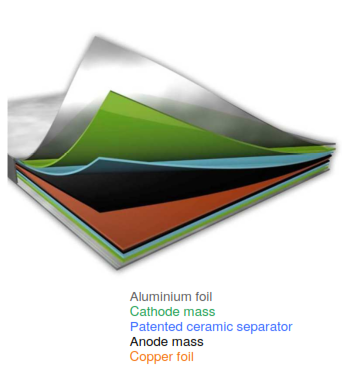 Aluminium foil
Cathode mass
Patented ceramic separator
Anode mass
Copper foil